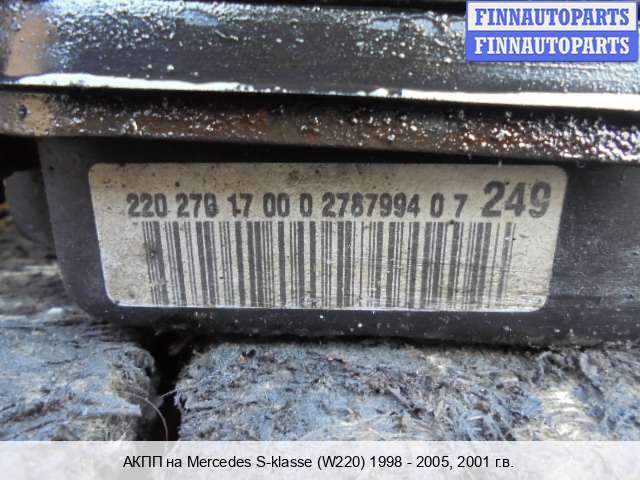 FINNAUTOPARTS
FINNAUTOPARTS
220 270 17 00 0 2787994 0 7 249
АКПП на Mercedes S-klasse (W220) 1998 - 2005, 2001 г.в.